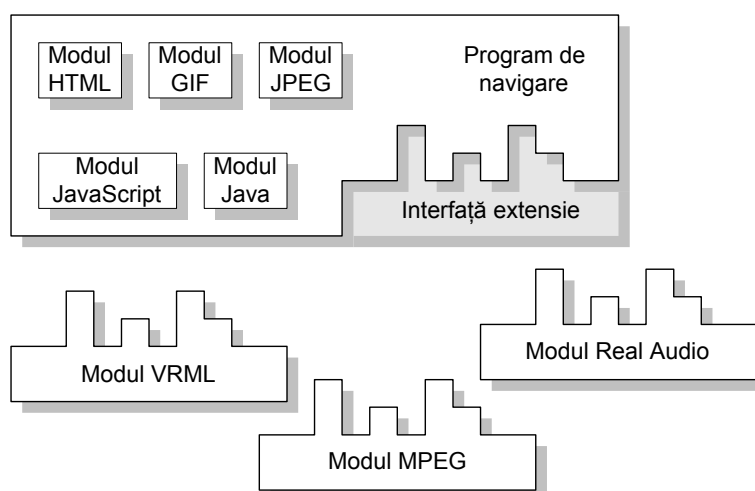 Modul
HTML
Modul
GIF
Modul
JPEG
Program de
navigare
Modul
JavaScript
Modul
Java
Interfață extensie
Modul VRML
Modul Real Audio
Modul MPEG